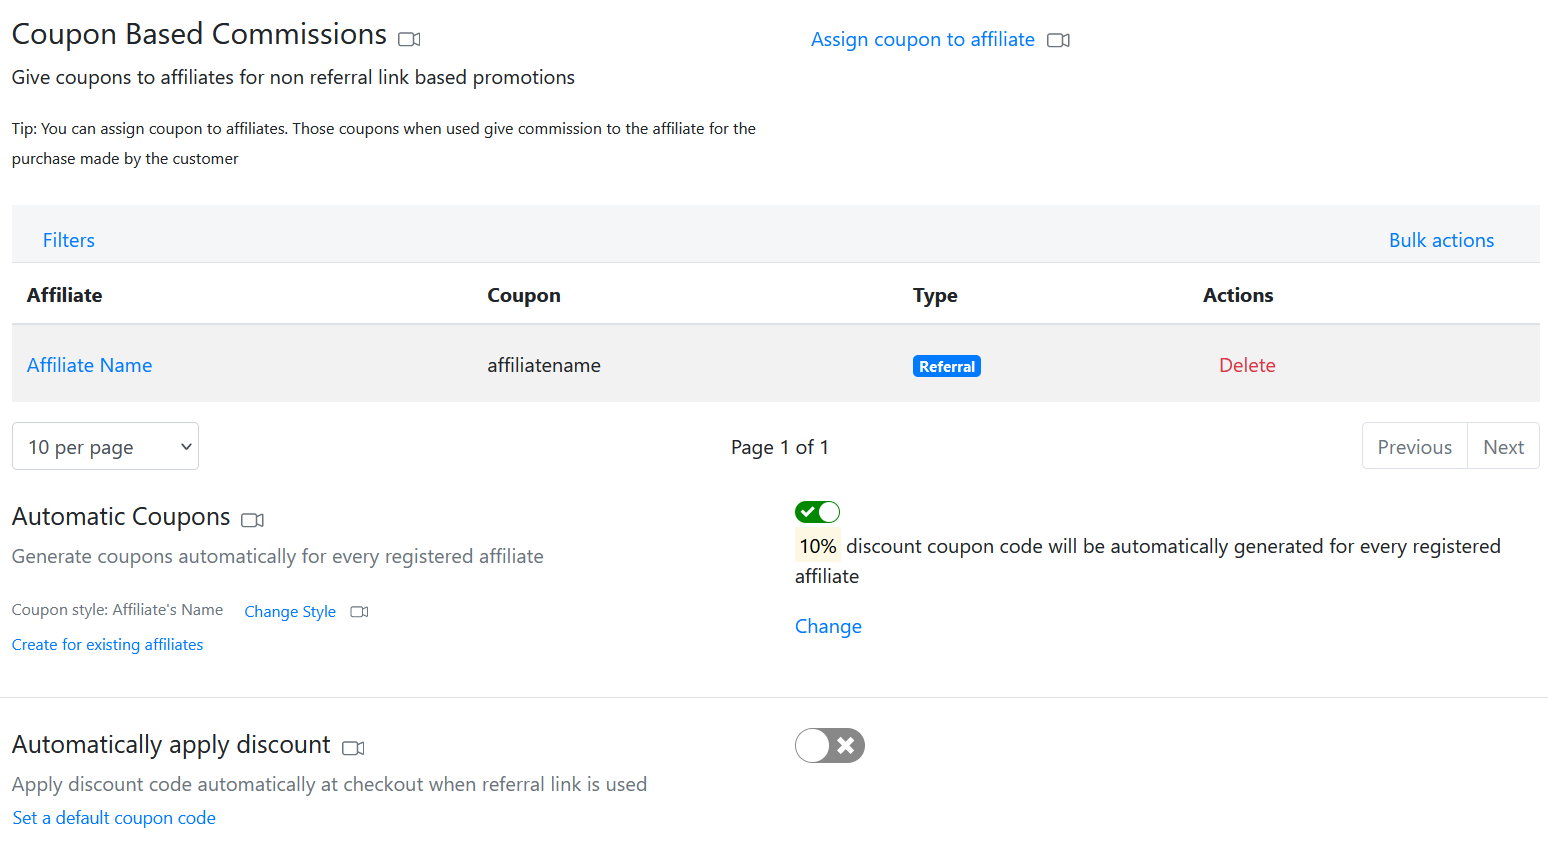 Coupon Based Commissions
Assign coupon to affiliate
Give coupons to affiliates for non referral link based promotions
Tip: You can assign coupon to affiliates. Those coupons when used give commission to the affiliate for the
purchase made by the customer
Filters
Bulk actions
Affiliate Coupon Type Actions
Affiliate Name affiliatename Referral Delete
10 per page
Page 1 of 1
Previous Next
Automatic Coupons
Generate coupons automatically for every registered affiliate
Coupon style: Affiliate's Name Change Style
Create for existing affiliates
10% discount coupon code will be automatically generated for every registered
affiliate
Change
Automatically apply discount
Apply discount code automatically at checkout when referral link is used
Set a default coupon code